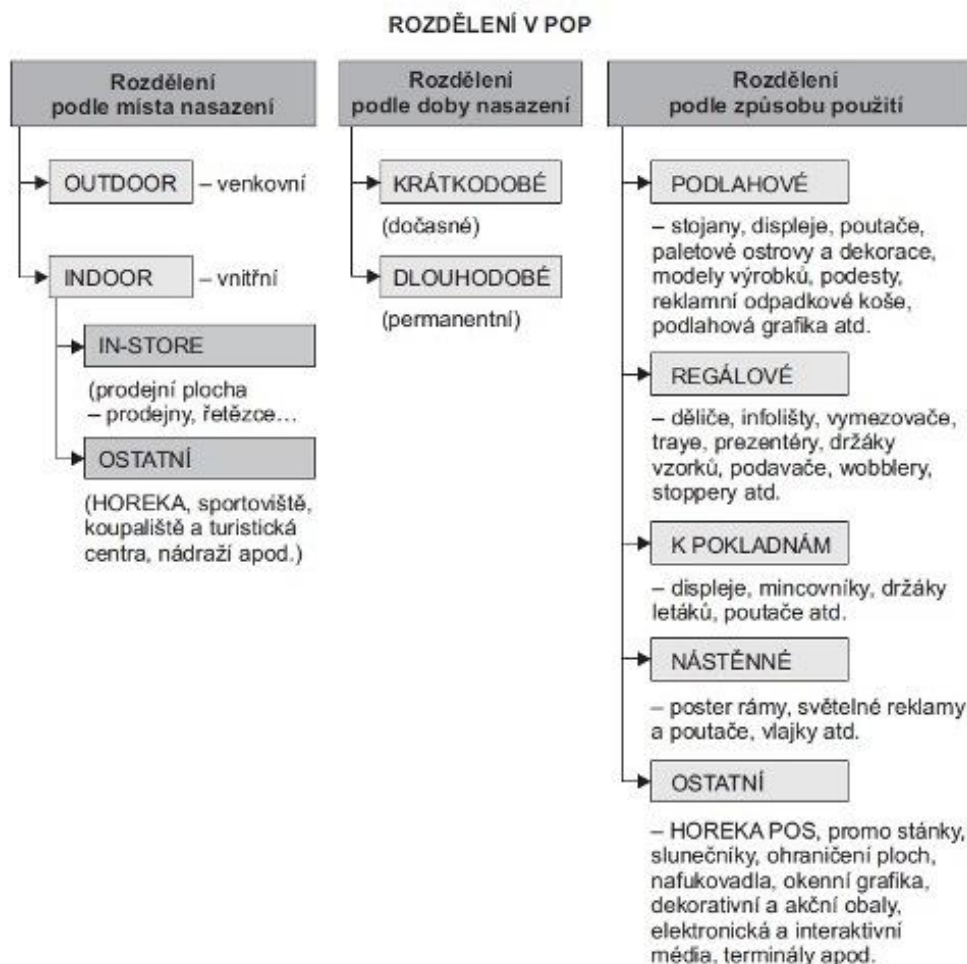 ROZDĚLENÍ V POP
Rozdělení
podle místa nasazení
OUTDOOR – venkovní
INDOOR – vnitřní
IN-STORE
(prodejní plocha
– prodejny, řetězce…
OSTATNÍ
(HOREKA, sportoviště,
koupaliště a turistická
centra, nádraží apod.)
Rozdělení
podle doby nasazení
KRÁTKODOBÉ
(dočasné)
DLOUHODOBÉ
(permanentní)
Rozdělení
podle způsobu použití
PODLAHOVÉ
– stojany, displeje, poutače,
paletové ostrovy a dekorace,
modely výrobků, podesty,
reklamní odpadkové koše,
podlahová grafika atd.
REGÁLOVÉ
– děliče, infolišty, vymezovače,
traye, prezentéry, držáky
vzorků, podavače, wobblery,
stoppery atd.
K POKLADNÁM
– displeje, mincovníky, držáky
letáků, poutače atd.
NÁSTĚNNÉ
– poster rámy, světelné reklamy
a poutače, vlajky atd.
OSTATNÍ
– HOREKA POS, promo stánky,
slunečníky, ohraničení ploch,
nafukovadla, okenní grafika,
dekorativní a akční obaly,
elektronická a interaktivní
média, terminály apod.